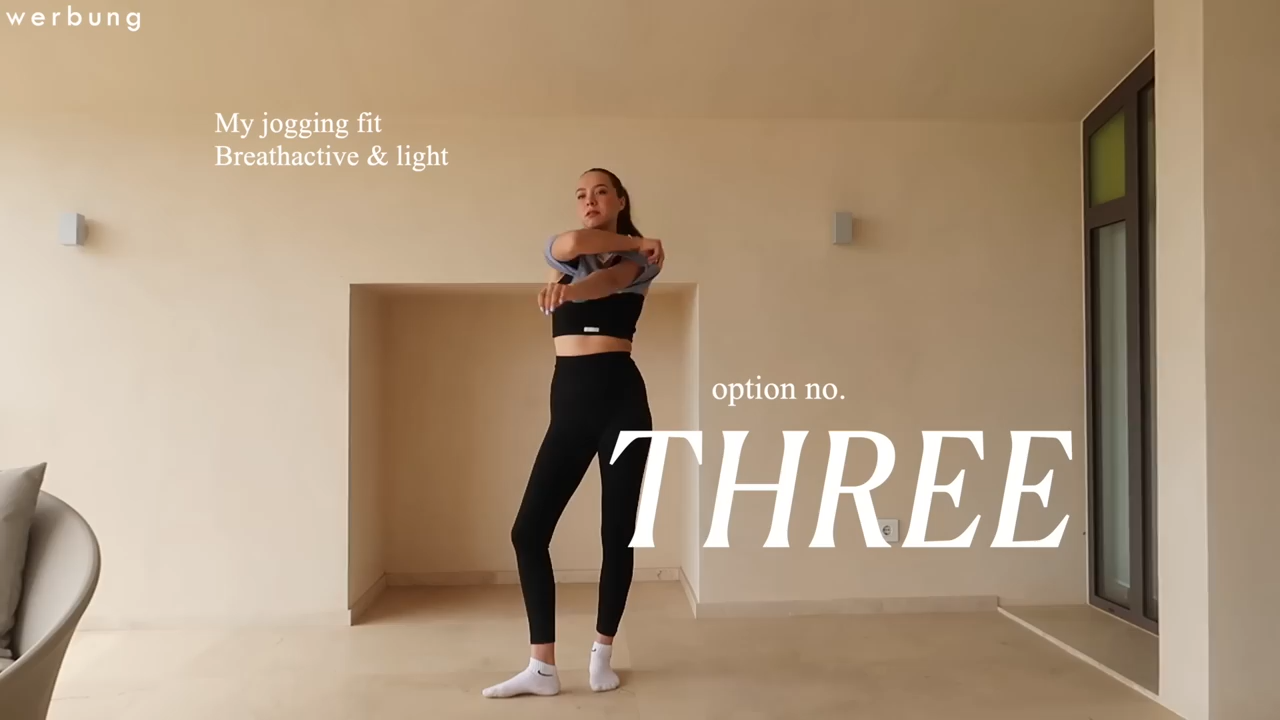 werbung
My jogging fit
Breathactive & light
option no.
THREE